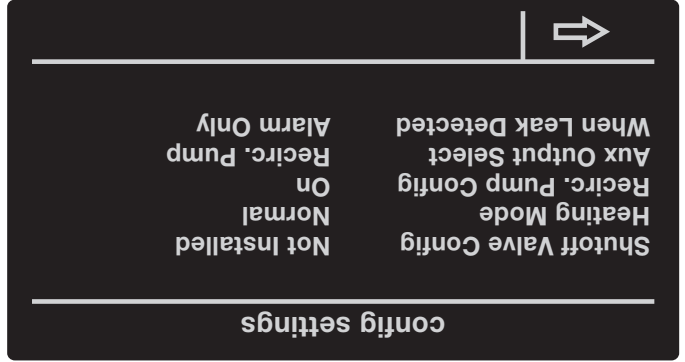 config settings
Shutoff Valve Config Not Installed
Heating Mode Normal
Recirc. Pump Config On
Aux Output Select Recirc. Pump
When Leak Detected Alarm Only